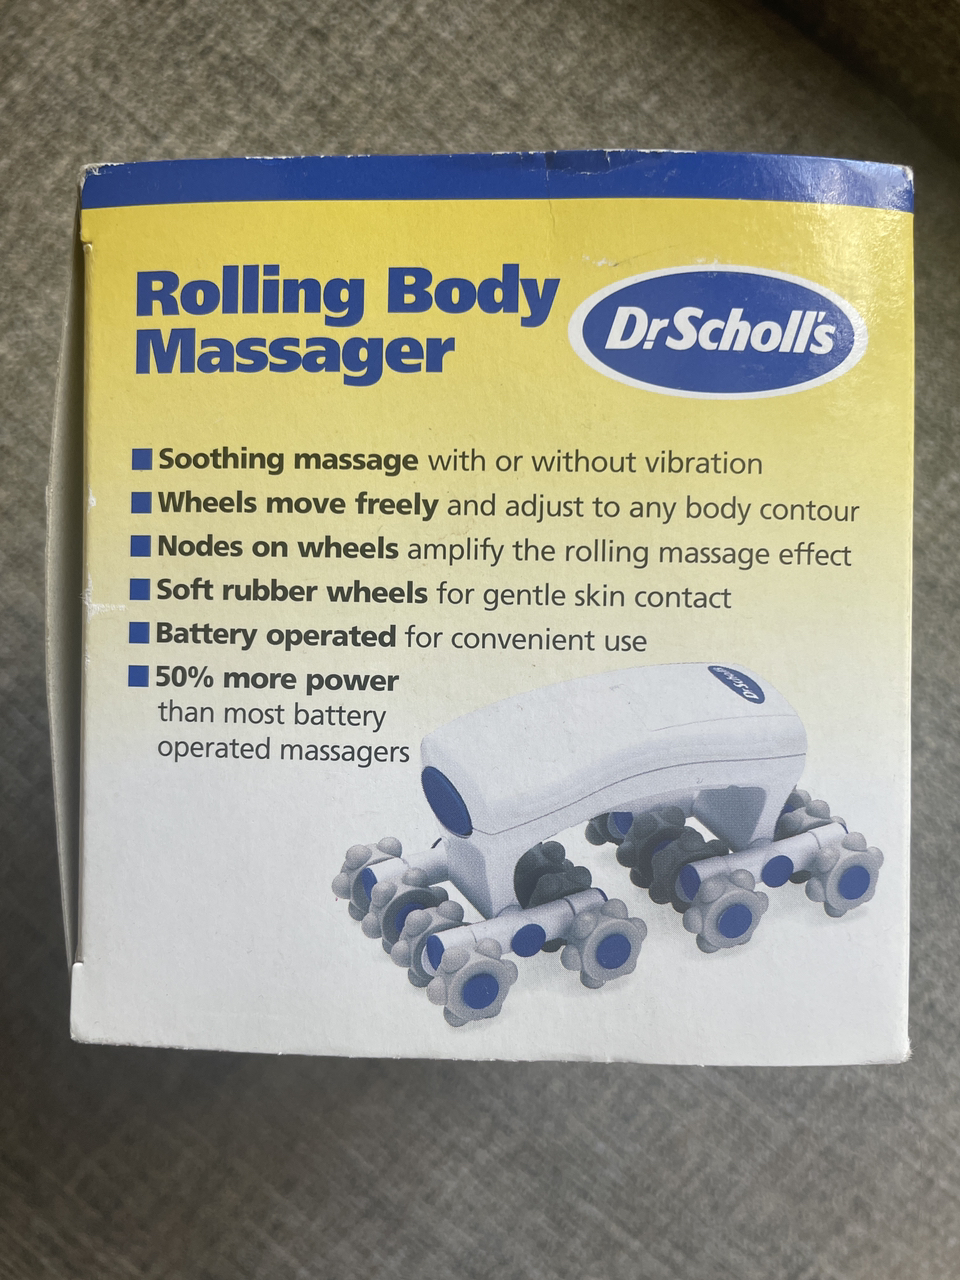 Rolling Body
Massager
Dr. Scholl's
Soothing massage with or without vibration
Wheels move freely and adjust to any body contour
Nodes on wheels amplify the rolling massage effect
Soft rubber wheels for gentle skin contact
Battery operated for convenient use
50% more power
than most battery
operated massagers
Dr. Scholl's